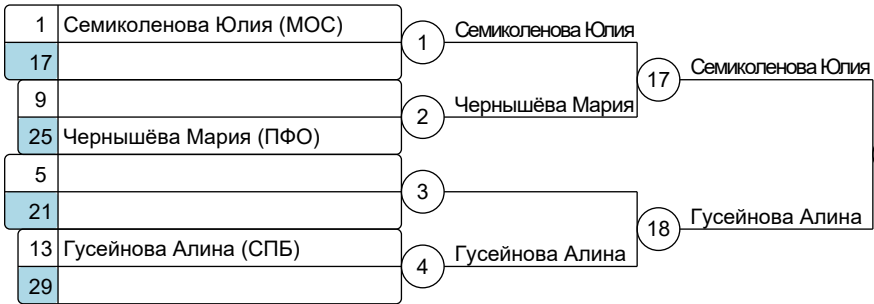 1 Семиколенова Юлия (МОС)
17
1
Семиколенова Юлия
9
25 Чернышёва Мария (ПФО)
2
Чернышёва Мария
17
Семиколенова Юлия
5
21
3
13 Гусейнова Алина (СПБ)
29
4
Гусейнова Алина
18
Гусейнова Алина